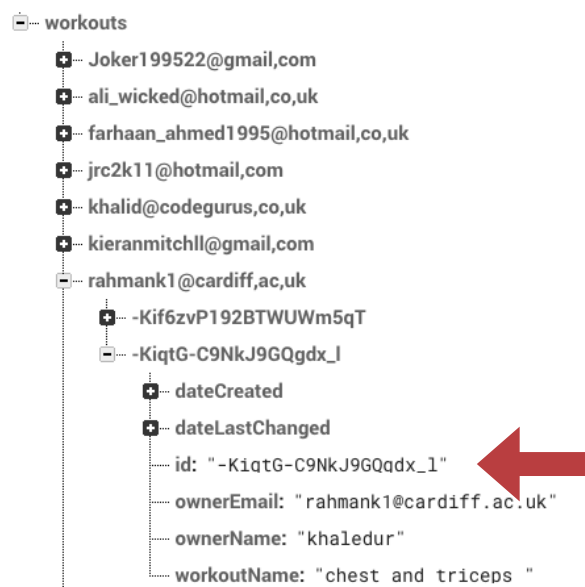 workouts
Joker199522@gmail,com
ali_wicked@hotmail,co,uk
farhaan_ahmed1995@hotmail,co,uk
jrc2k11@hotmail,com
khalid@codegurus,co,uk
kieranmitchll@gmail,com
rahmank1@cardiff,ac,uk
-Kif6zvP192BTWUWm5qT
-KiqtG-C9NkJ9GQgdx_l
dateCreated
dateLastChanged
id: "-KiqtG-C9NkJ9GQgdx_l"
ownerEmail: "rahmank1@cardiff.ac.uk"
ownerName: "khaledur"
workoutName: "chest and triceps "